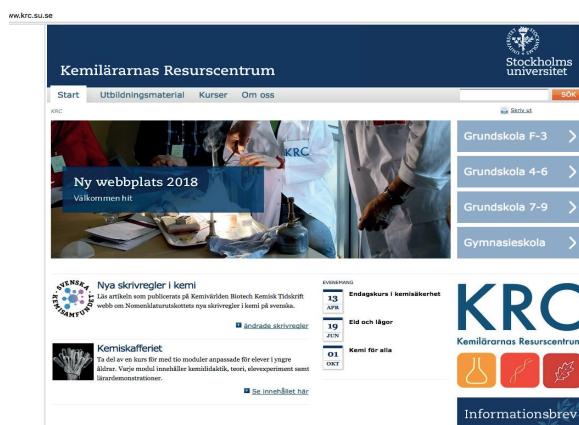 ww.krc.su.se
Kemilärarnas Resurscentrum
Stockholms
universitet
Start Utbildningsmaterial Kurser Om oss
SÖK
KRC
Skriv ut
KRC
Ny webbplats 2018
Välkommen hit
Grundskola F-3
Grundskola 4-6
Grundskola 7-9
Gymnasieskola
SVENSKA
KEMISAMFUNDET
Nya skrivregler i kemi
Läs artikeln som publicerats på Kemivärlden Biotech Kemisk Tidskrift
webb om Nomenklaturutskottets nya skrivregler i kemi på svenska.
ändrade skrivregler
Kemiskafferiet
Ta del av en kurs för med tio moduler anpassade för elever i yngre
åldrar. Varje modul innehåller kemididaktik, teori, elevexperiment samt
lärardemonstrationer.
Se innehållet här
EVENEMANG
13 Endagskurs i kemisäkerhet
APR
19 Eld och lågor
JUN
01 Kemi för alla
OKT
KRC
Kemilärarnas Resurscentrum
Informationsbrev